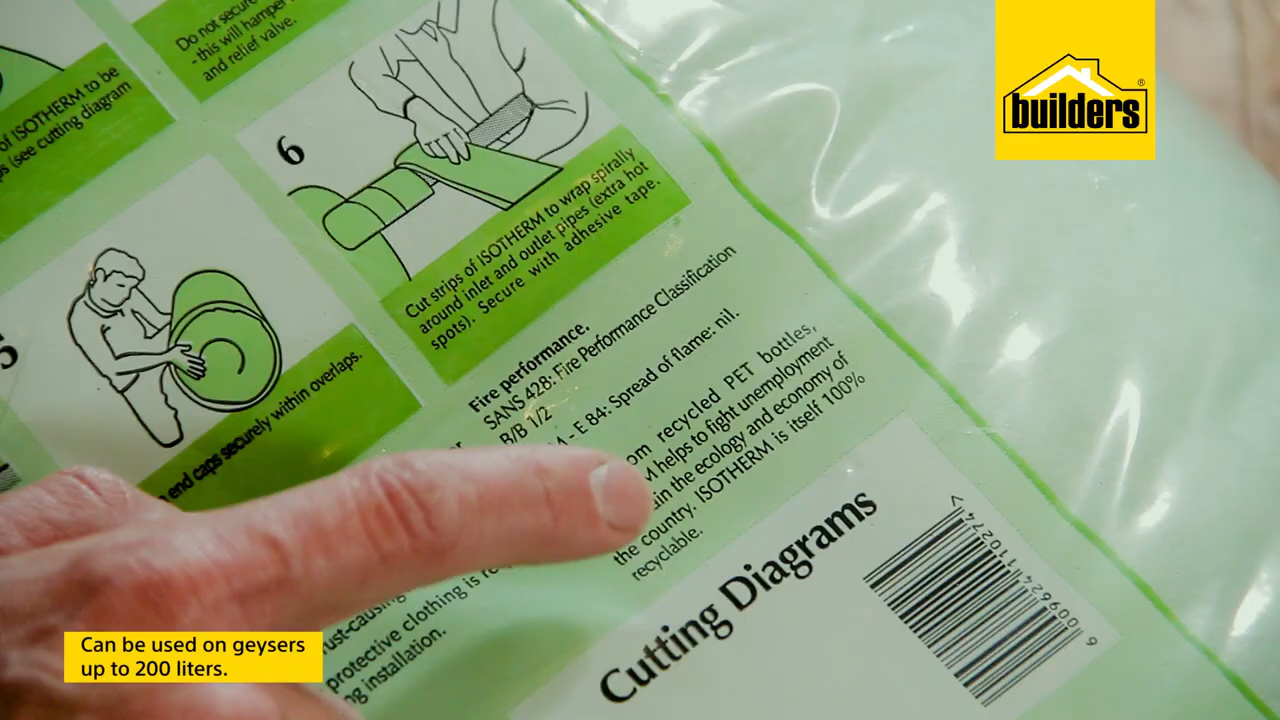 Do not secure
- this will hamper
and relief valve.
of ISOTHERM to be
(see cutting diagram
6
Cut strips of ISOTHERM to wrap spirally
around inlet and outlet pipes (extra hot
spots). Secure with adhesive tape.
5
end caps securely within overlaps.
Fire performance.
SANS 428: Fire Performance Classification
B/B 1/2
- E 84: Spread of flame: nil.
recycled PET bottles,
helps to fight unemployment
in the ecology and economy of
the country. ISOTHERM is itself 100%
recyclable.
protective clothing is
installation.
Cutting Diagrams
6 009624 110274
builders
®
Can be used on geysers
up to 200 liters.